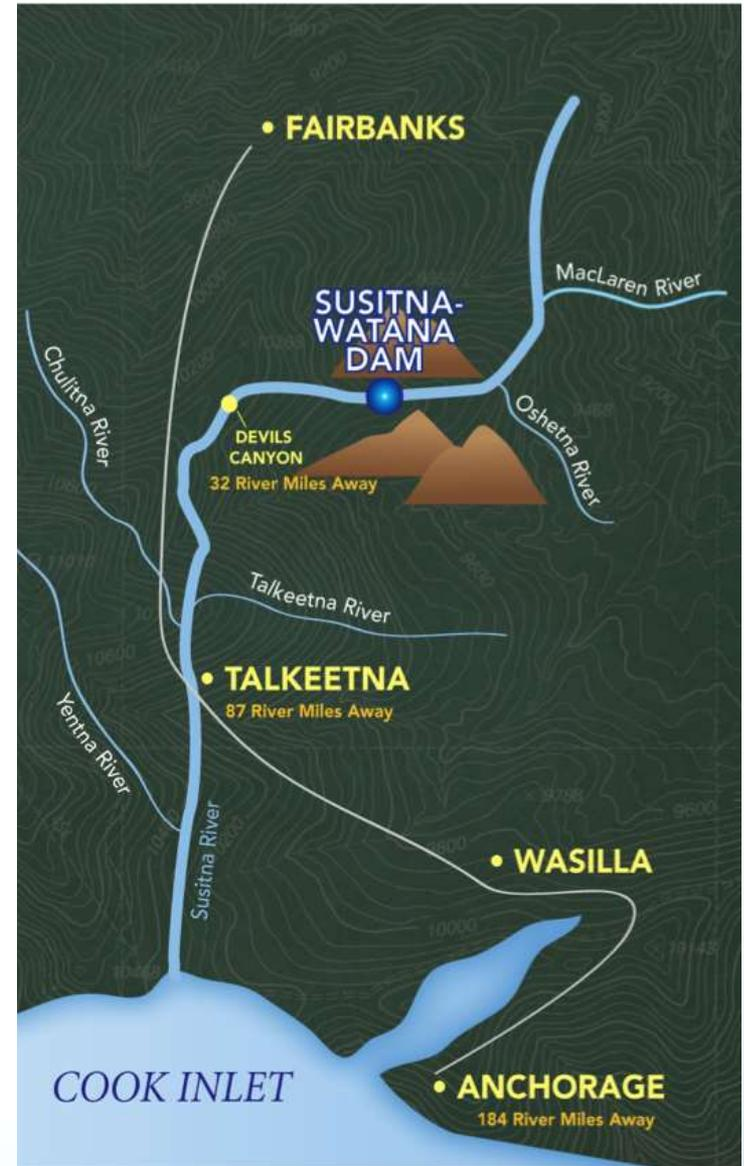 FAIRBANKS
MacLaren River
SUSITNA-
WATANA
DAM
Chulitna River
Oshetna River
DEVILS
CANYON
32 River Miles Away
Talkeetna River
TALKEETNA
87 River Miles Away
Yentna River
Susitna River
WASILLA
COOK INLET
ANCHORAGE
184 River Miles Away